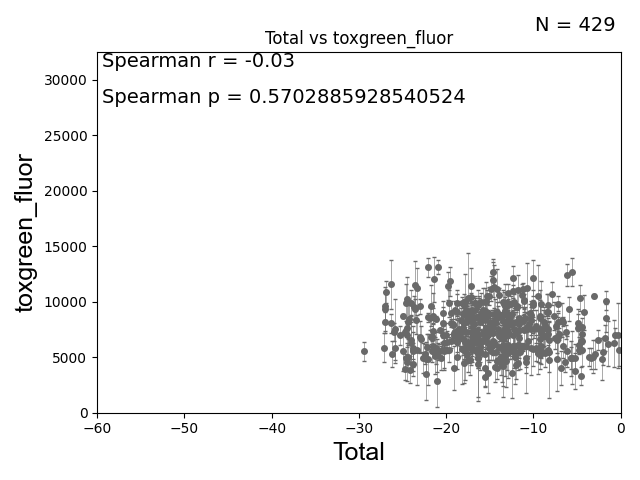 N = 429
Total vs toxgreen_fluor
Spearman r = -0.03
Spearman p = 0.5702885928540524
30000
25000
20000
15000
10000
5000
0
toxgreen_fluor
−60 −50 −40 −30 −20 −10 0
Total